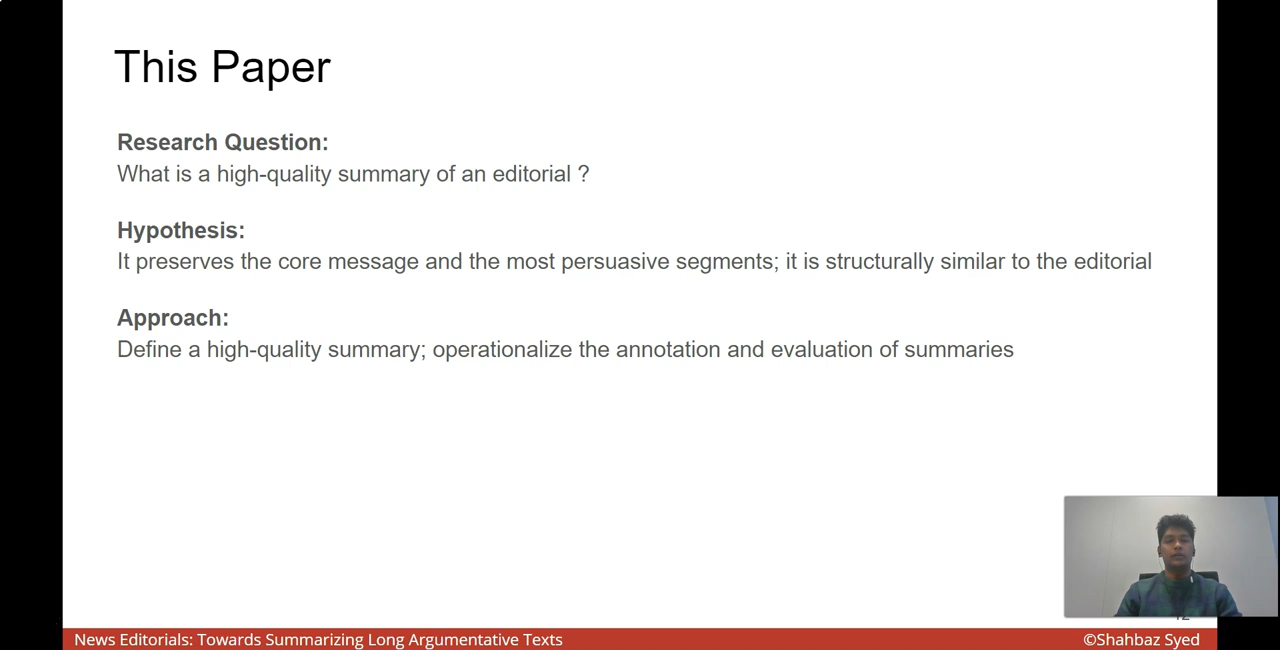 This Paper
Research Question:
What is a high-quality summary of an editorial ?
Hypothesis:
It preserves the core message and the most persuasive segments; it is structurally similar to the editorial
Approach:
Define a high-quality summary; operationalize the annotation and evaluation of summaries
News Editorials: Towards Summarizing Long Argumentative Texts
©Shahbaz Syed